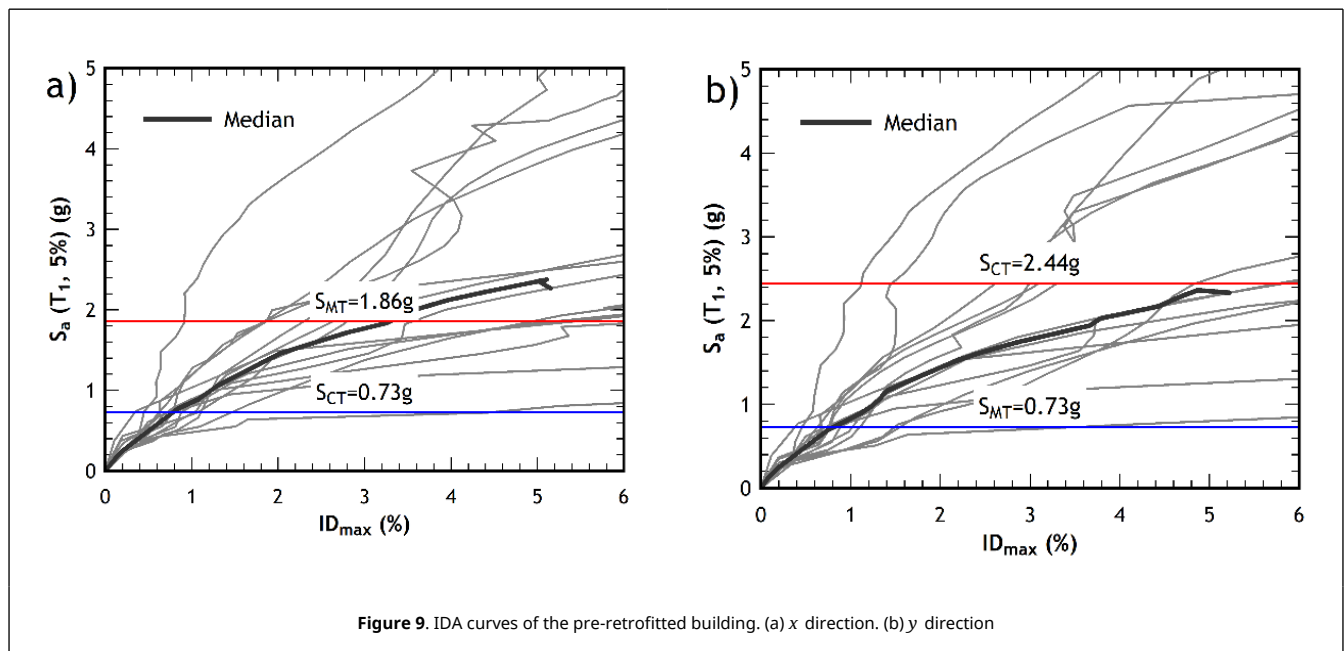 a)
5
4
3
2
1
0
Sa (T1, 5%) (g)
Median
SMT=1.86g
SCT=0.73g
0 1 2 3 4 5 6
IDmax (%)
b)
5
4
3
2
1
0
Sa (T1, 5%) (g)
Median
SCT=2.44g
SMT=0.73g
0 1 2 3 4 5 6
IDmax (%)
Figure 9. IDA curves of the pre-retrofitted building. (a) x direction. (b) y direction